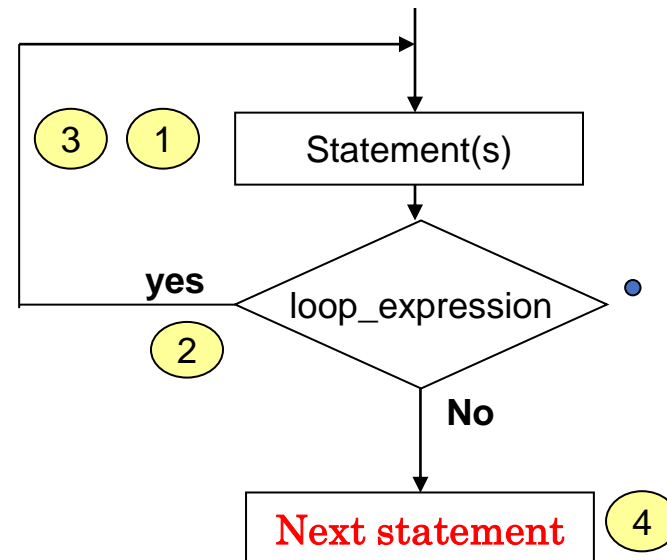 3
1
Statement(s)
yes
loop_expression
2
No
Next statement
4